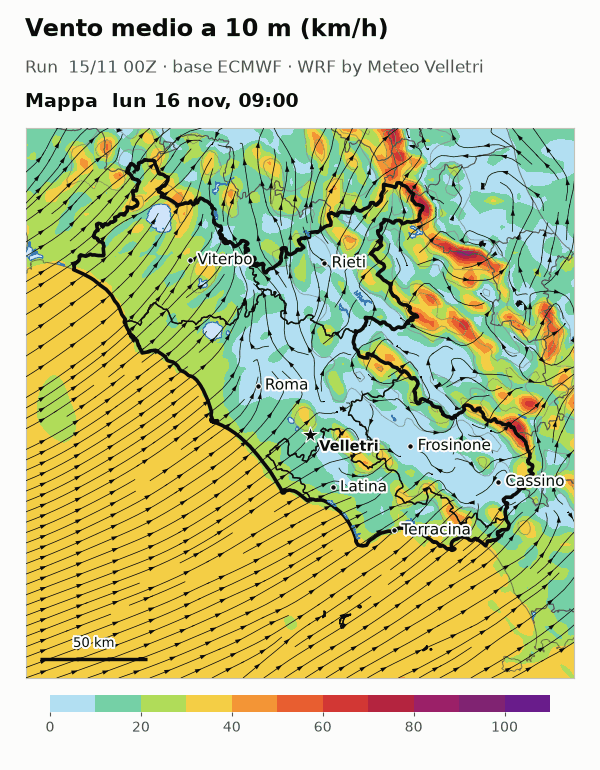 Vento medio a 10 m (km/h)
Run 15/11 00Z · base ECMWF · WRF by Meteo Velletri
Mappa lun 16 nov, 09:00
Viterbo
Rieti
Roma
Velletri
Frosinone
Latina
Cassino
Terracina
50 km
0 20 40 60 80 100